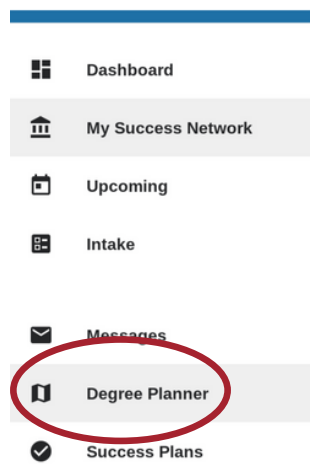 Dashboard
My Success Network
Upcoming
Intake
Messages
Degree Planner
Success Plans